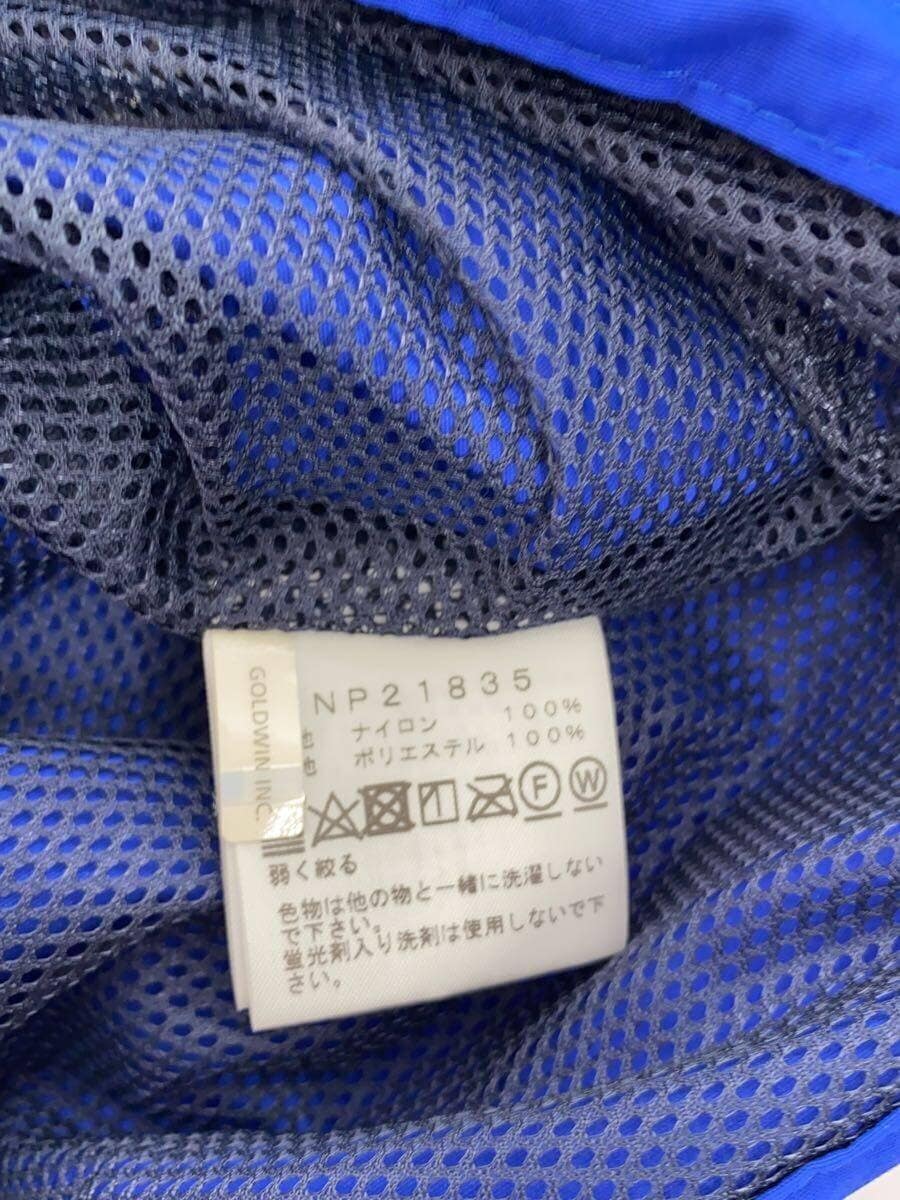 GOLDWIN INC
NP21835
地 ナイロン 100%
地 ポリエステル 100%
F W
弱く絞る
色物は他の物と一緒に洗濯しない
で下さい。
蛍光剤入り洗剤は使用しないで下
さい。